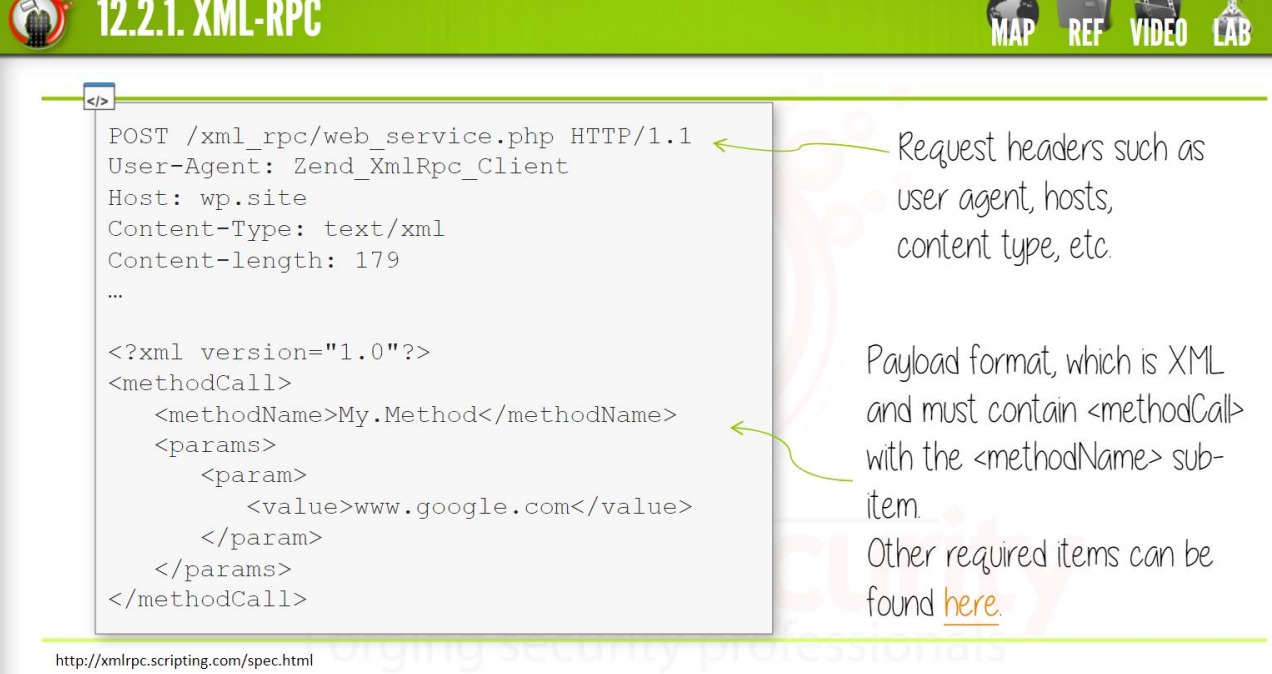 12.2.1. XML-RPC
MAP REF VIDEO LAB
</>
POST /xml_rpc/web_service.php HTTP/1.1
User-Agent: Zend_XmlRpc_Client
Host: wp.site
Content-Type: text/xml
Content-length: 179
…
<?xml version="1.0"?>
<methodCall>
<methodName>My.Method</methodName>
<params>
<param>
<value>www.google.com</value>
</param>
</params>
</methodCall>
Request headers such as
user agent, hosts,
content type, etc.
Payload format, which is XML
and must contain <methodCall>
with the <methodName> sub-
item.
Other required items can be
found here.
Forging security professionals
http://xmlrpc.scripting.com/spec.html